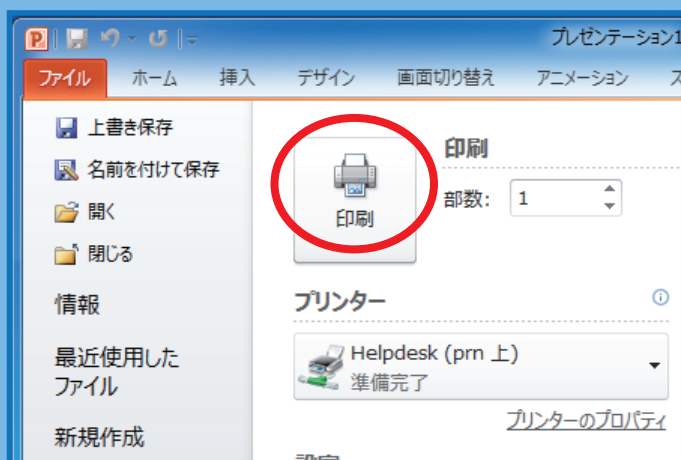 プレゼンテーション1
ファイル ホーム 挿入 デザイン 画面切り替え アニメーション
上書き保存
名前を付けて保存
開く
閉じる
情報
最近使用した
ファイル
新規作成
印刷
印刷
部数: 1
プリンター
Helpdesk (prn 上)
準備完了
プリンターのプロパティ